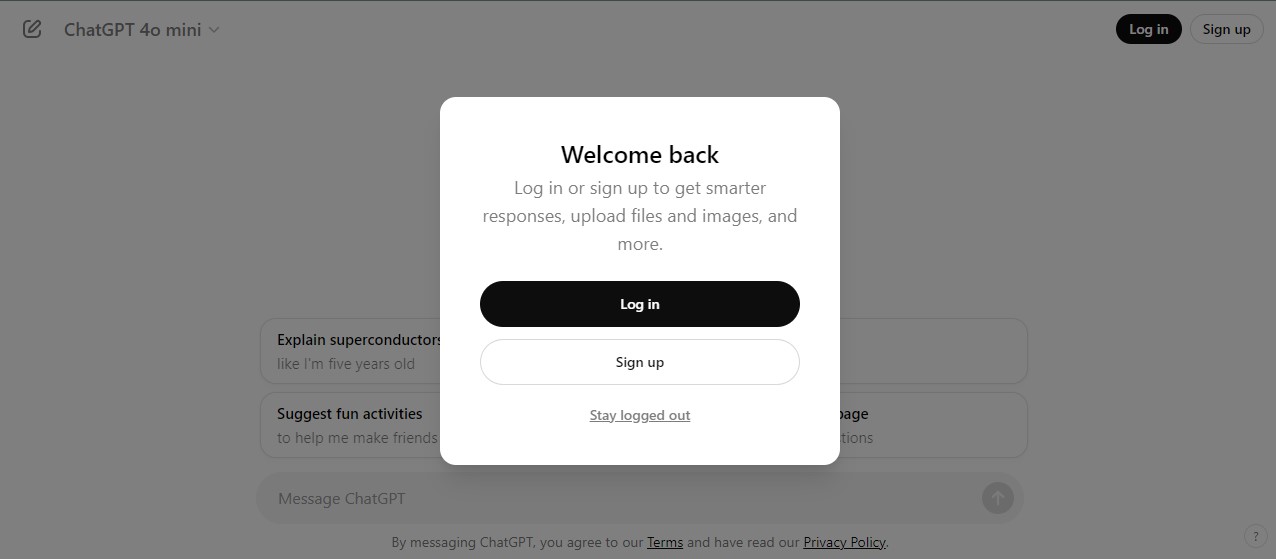 ChatGPT 4o mini
Log in
Sign up
Welcome back
Log in or sign up to get smarter
responses, upload files and images, and
more.
Log in
Sign up
Stay logged out
Explain superconductors
like I'm five years old
Suggest fun activities
to help me make friends
page
tions
Message ChatGPT
By messaging ChatGPT, you agree to our Terms and have read our Privacy Policy.
?